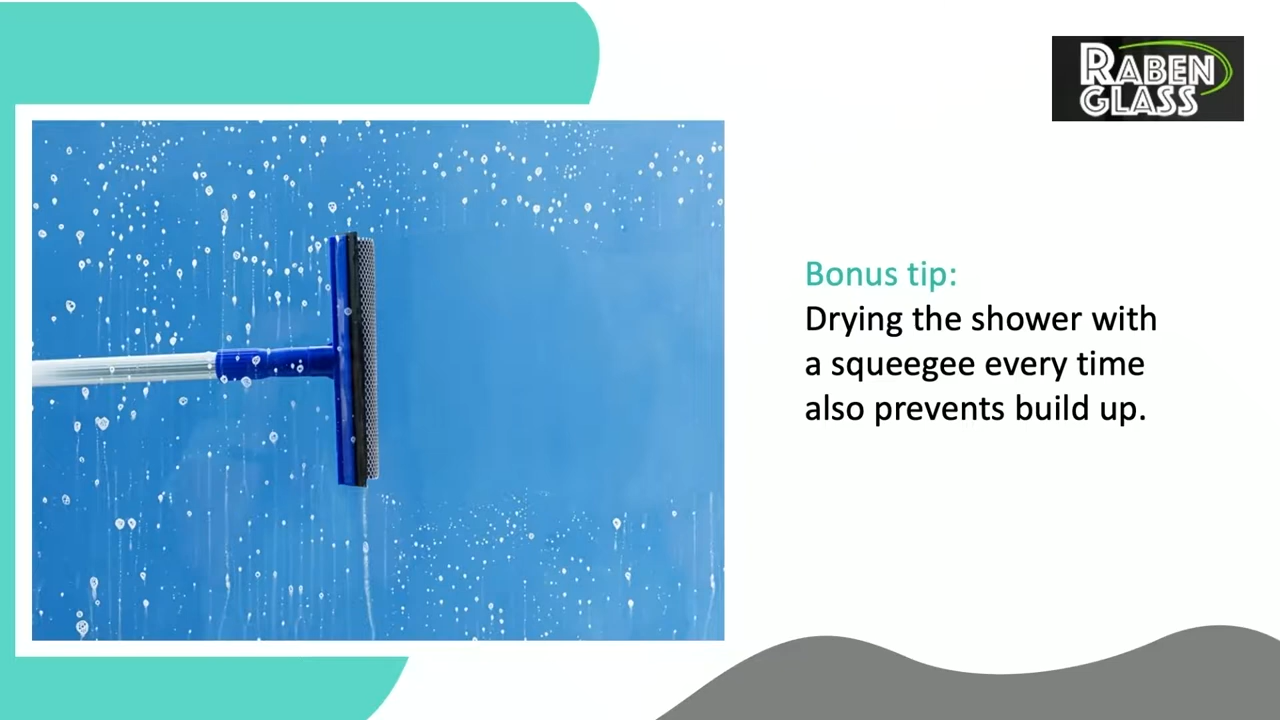 RABEN
GLASS
Bonus tip:
Drying the shower with
a squeegee every time
also prevents build up.